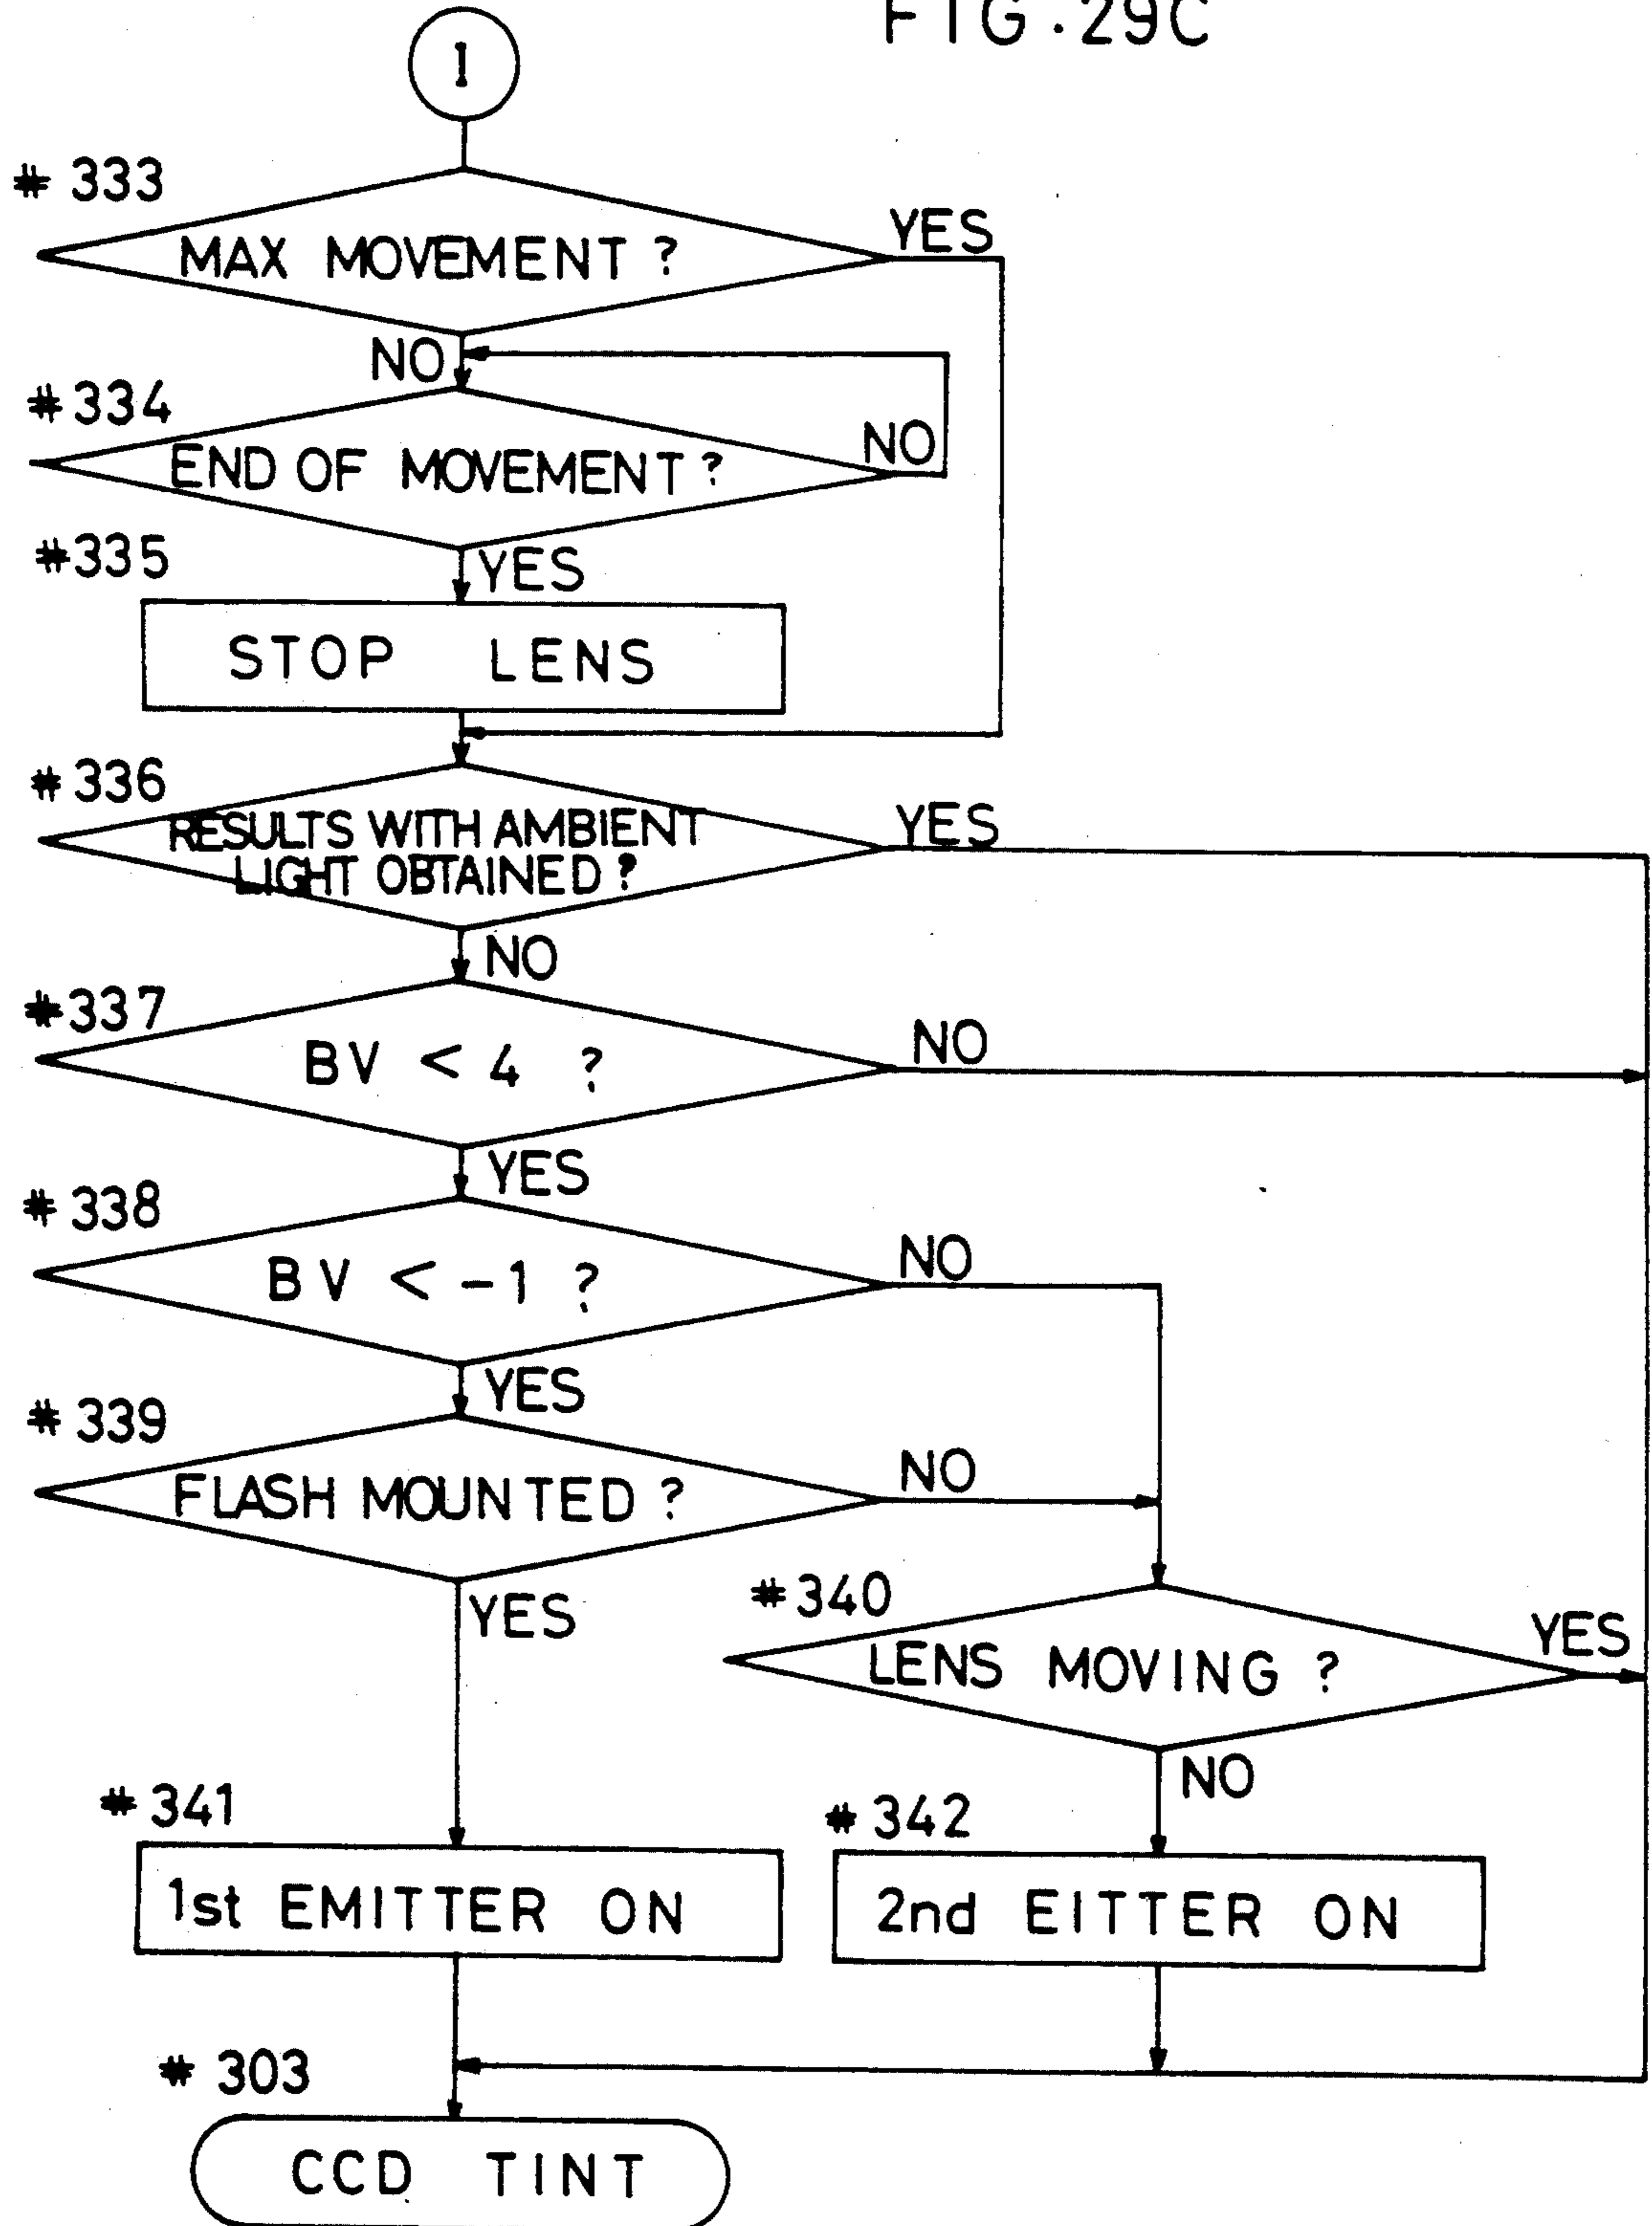 FIG. 29C
I
# 333
MAX MOVEMENT ?
YES
NO
#334
END OF MOVEMENT ?
NO
#335
YES
STOP LENS
#336
RESULTS WITH AMBIENT
LIGHT OBTAINED ?
YES
NO
#337
BV < 4 ?
NO
YES
#338
BV < -1 ?
NO
YES
#339
FLASH MOUNTED ?
NO
YES
#340
LENS MOVING ?
YES
NO
#341
1st EMITTER ON
#342
2nd EITTER ON
# 303
CCD TINT